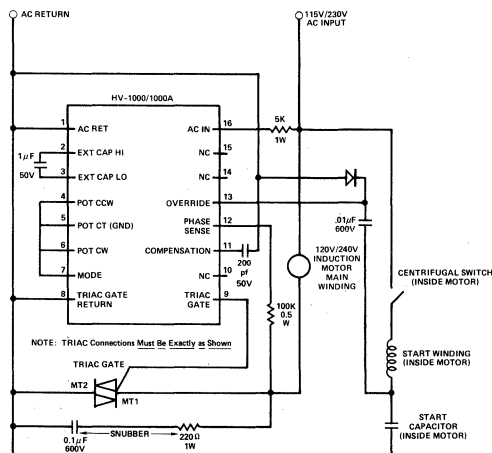 AC RETURN
115V/230V
AC INPUT
HV-1000/1000A
1
AC RET
AC IN
16
5K
1W
1μF
50V
2
EXT CAP HI
NC
15
3
EXT CAP LO
NC
14
4
POT CCW
OVERRIDE
13
5
POT CT (GND)
PHASE
SENSE
12
6
POT CW
COMPENSATION
11
200
pf
50V
7
MODE
NC
10
8
TRIAC GATE
RETURN
TRIAC
GATE
9
.01μF
600V
120V/240V
INDUCTION
MOTOR
MAIN
WINDING
CENTRIFUGAL SWITCH
(INSIDE MOTOR)
100K
0.5
W
NOTE: TRIAC Connections Must Be Exactly as Shown
START WINDING
(INSIDE MOTOR)
TRIAC GATE
MT2
MT1
START
CAPACITOR
(INSIDE MOTOR)
0.1μF
600V
SNUBBER
220Ω
1W